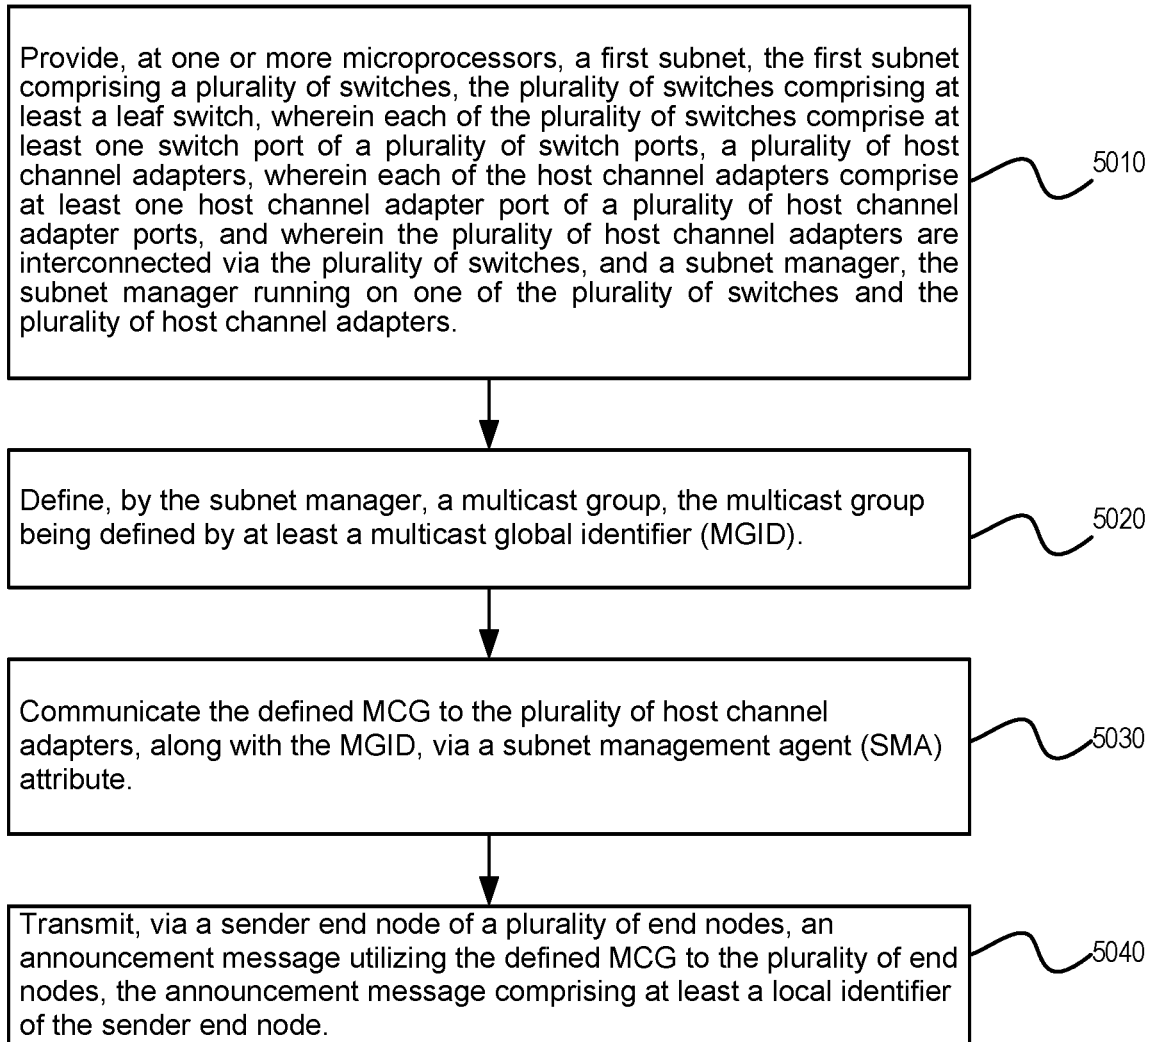 Provide, at one or more microprocessors, a first subnet, the first subnet
comprising a plurality of switches, the plurality of switches comprising at
least a leaf switch, wherein each of the plurality of switches comprise at
least one switch port of a plurality of switch ports, a plurality of host
channel adapters, wherein each of the host channel adapters comprise
at least one host channel adapter port of a plurality of host channel
adapter ports, and wherein the plurality of host channel adapters are
interconnected via the plurality of switches, and a subnet manager, the
subnet manager running on one of the plurality of switches and the
plurality of host channel adapters.
5010
Define, by the subnet manager, a multicast group, the multicast group
being defined by at least a multicast global identifier (MGID).
5020
Communicate the defined MCG to the plurality of host channel
adapters, along with the MGID, via a subnet management agent (SMA)
attribute.
5030
Transmit, via a sender end node of a plurality of end nodes, an
announcement message utilizing the defined MCG to the plurality of end
nodes, the announcement message comprising at least a local identifier
of the sender end node.
5040